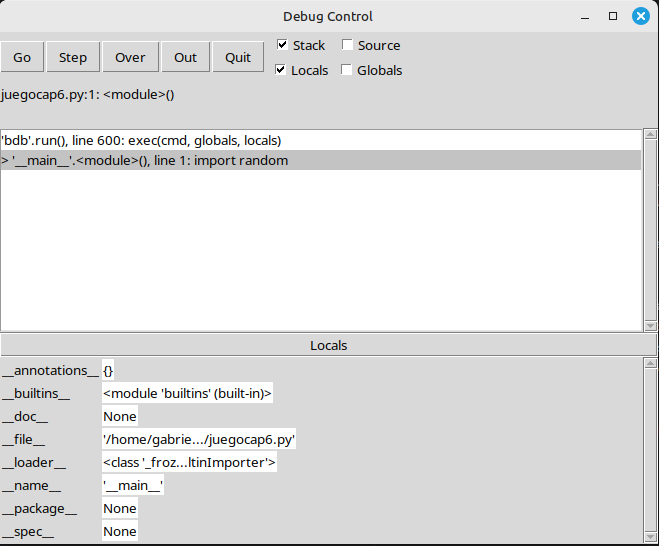 Debug Control
Go Step Over Out Quit Stack Source
Locals Globals
juegocap6.py:1: <module>()
'bdb'.run(), line 600: exec(cmd, globals, locals)
> '__main__'.<module>(), line 1: import random
Locals
__annotations__ {}
__builtins__ <module 'builtins' (built-in)>
__doc__ None
__file__ '/home/gabrie.../juegocap6.py'
__loader__ <class '_froz...ltinImporter'>
__name__ '__main__'
__package__ None
__spec__ None